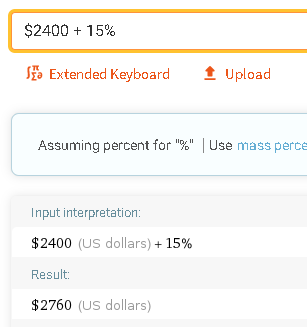 $2400 + 15%
Extended Keyboard Upload
Assuming percent for "%" | Use mass perce
Input interpretation:
$2400 (US dollars) + 15%
Result:
$2760 (US dollars)